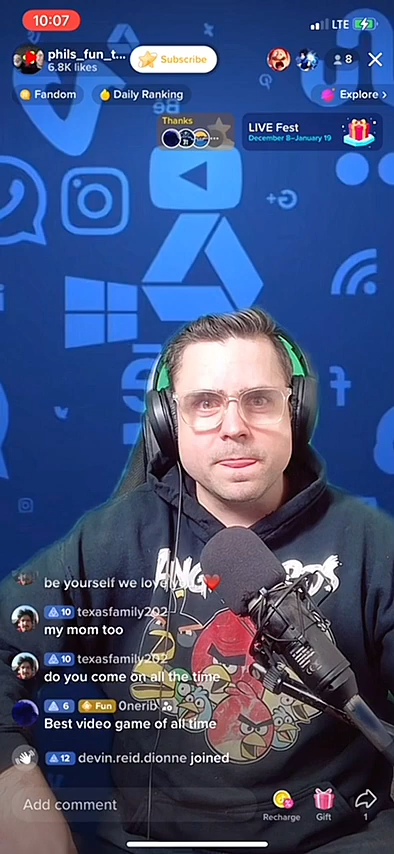 10:07
LTE
phils_fun_t...
6.8K likes
Subscribe
8
Fandom
Daily Ranking
Explore >
Thanks
LIVE Fest
December 8–January 19
be yourself we love you ❤️
10 texasfamily202
my mom too
10 texasfamily202
do you come on all the time
6 Fun 0nerib
Best video game of all time
12 devin.reid.dionne joined
Add comment
Recharge
Gift
1